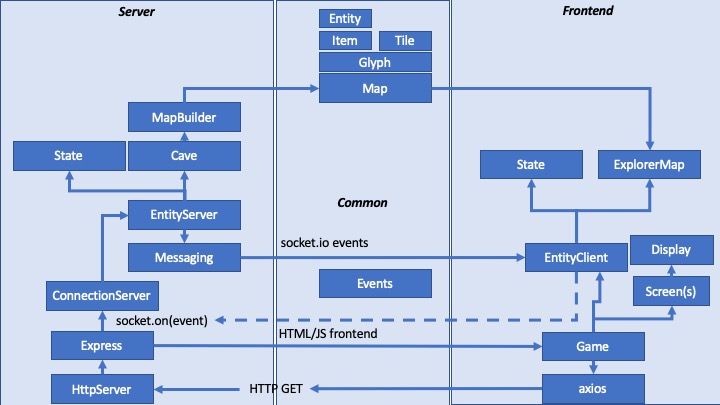 Server
Common
Frontend
Entity
Item
Tile
Glyph
Map
MapBuilder
State
Cave
EntityServer
Messaging
ConnectionServer
socket.on(event)
Express
HttpServer
socket.io events
Events
HTML/JS frontend
HTTP GET
State
ExplorerMap
EntityClient
Display
Screen(s)
Game
axios